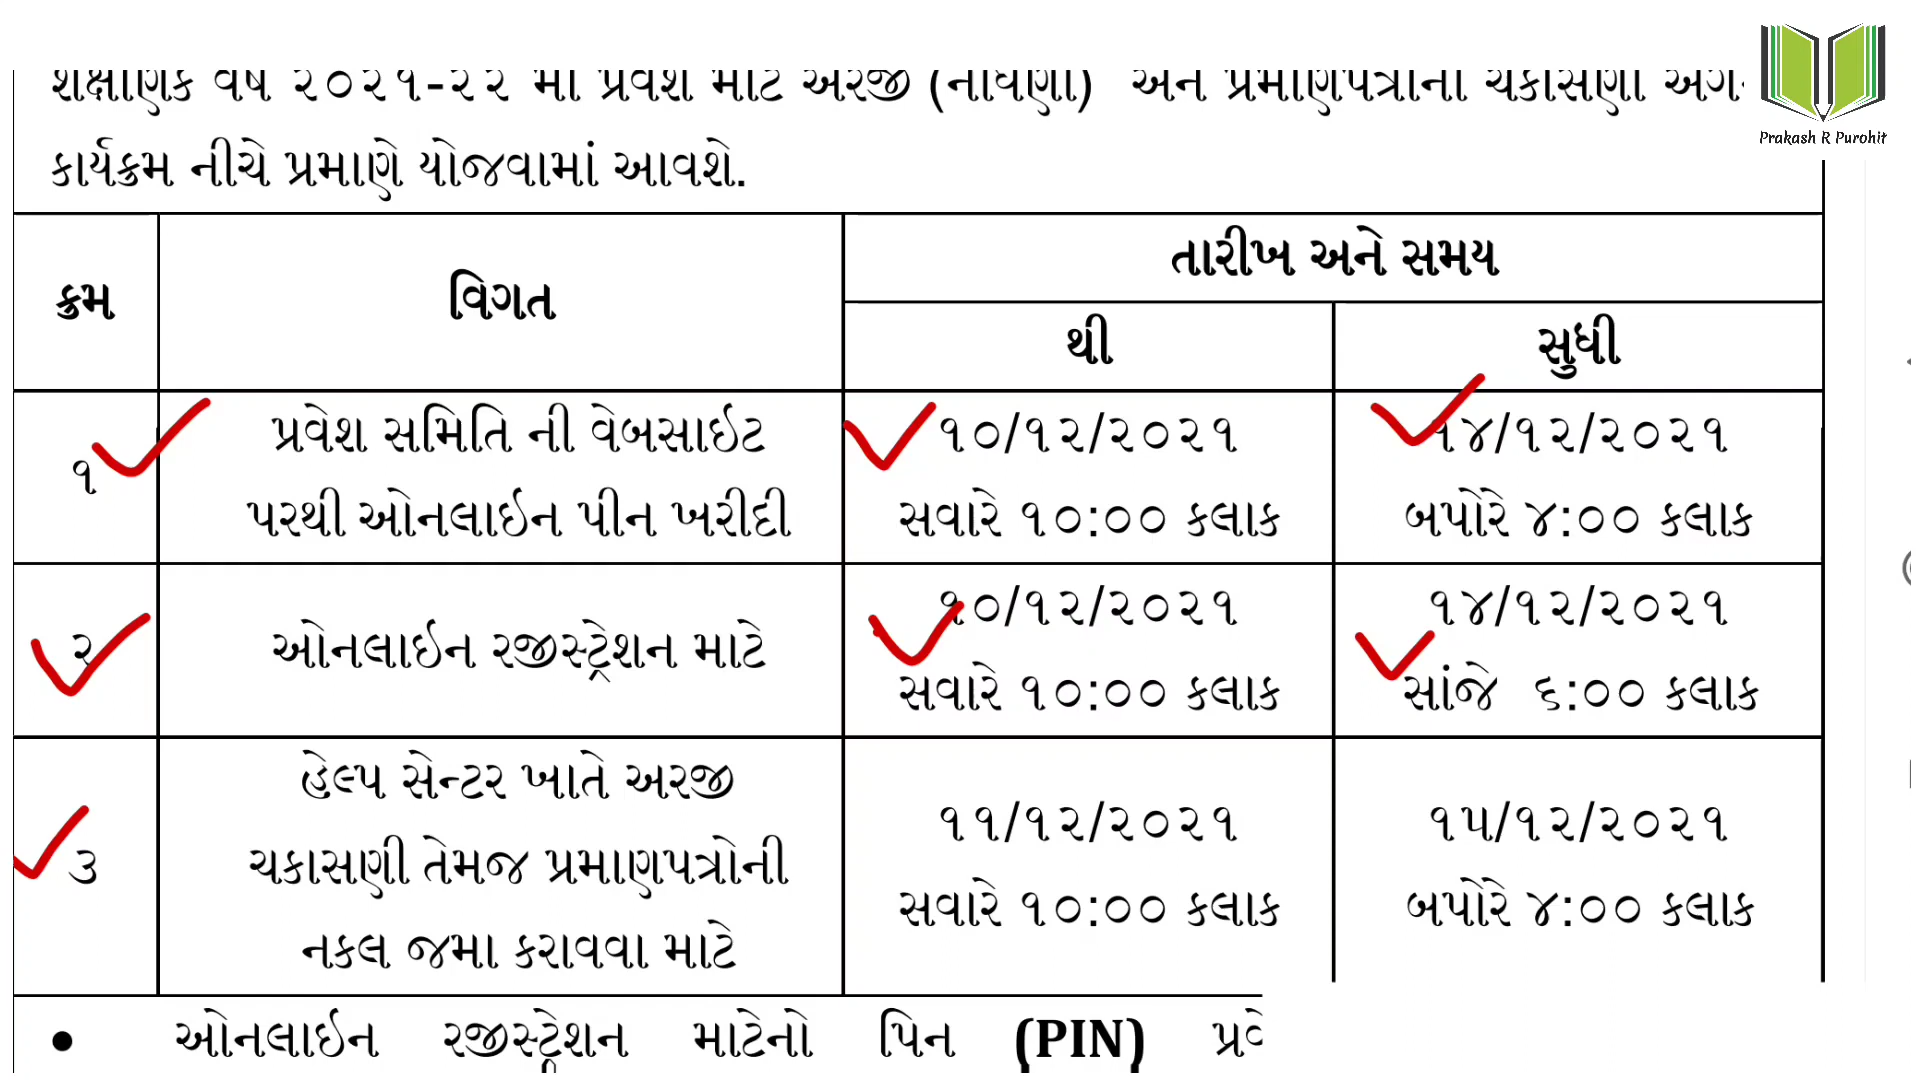 શૈક્ષણિક વર્ષ ૨૦૨૧-૨૨ માં પ્રવેશ માટે અરજી (નોંધણી) અને પ્રમાણપત્રોની ચકાસણી
Prakash R Purohit
કાર્યક્રમ નીચે પ્રમાણે યોજવામાં આવશે.
ક્રમ
વિગત
તારીખ અને સમય
થી
સુધી
૧
પ્રવેશ સમિતિ ની વેબસાઇટ
પરથી ઓનલાઇન પીન ખરીદી
૧૦/૧૨/૨૦૨૧
સવારે ૧૦:૦૦ કલાક
૧૪/૧૨/૨૦૨૧
બપોરે ૪:૦૦ કલાક
૨
ઓનલાઇન રજીસ્ટ્રેશન માટે
૧૦/૧૨/૨૦૨૧
સવારે ૧૦:૦૦ કલાક
૧૪/૧૨/૨૦૨૧
સાંજે ૬:૦૦ કલાક
૩
હેલ્પ સેન્ટર ખાતે અરજી
ચકાસણી તેમજ પ્રમાણપત્રોની
નકલ જમા કરાવવા માટે
૧૧/૧૨/૨૦૨૧
સવારે ૧૦:૦૦ કલાક
૧૫/૧૨/૨૦૨૧
બપોરે ૪:૦૦ કલાક
• ઓનલાઇન રજીસ્ટ્રેશન માટેનો પિન (PIN)